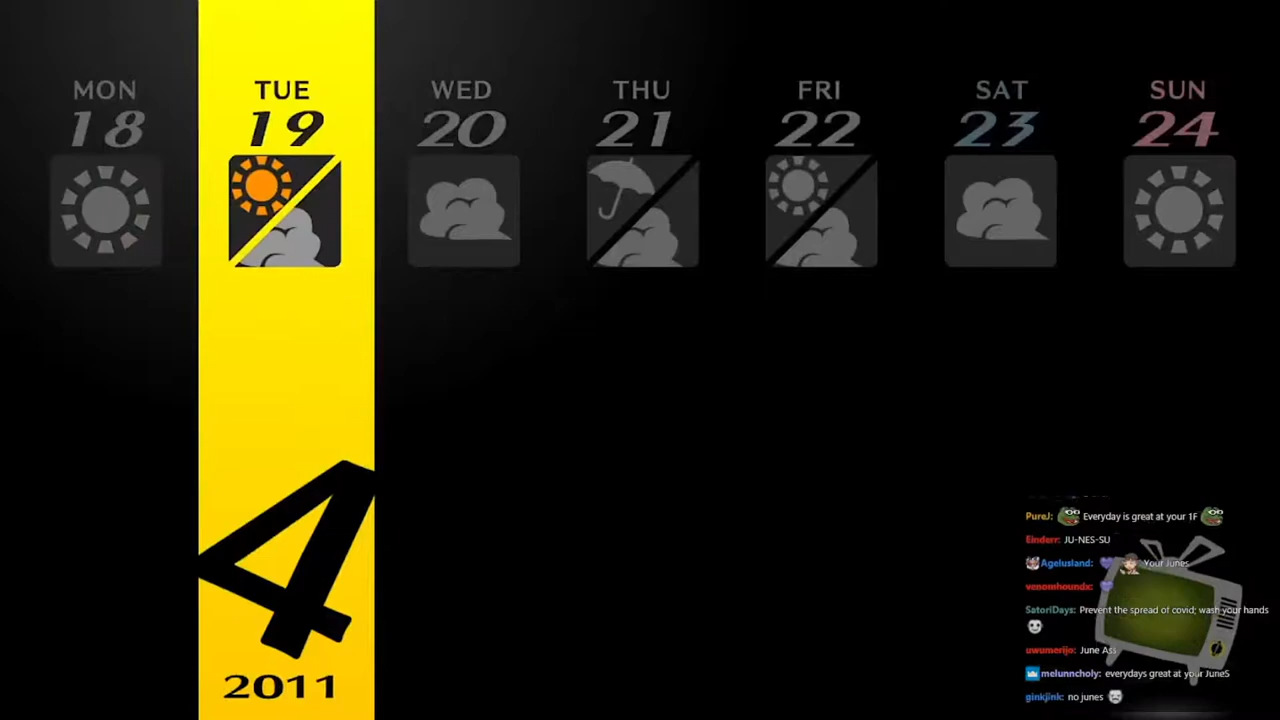 MON TUE WED THU FRI SAT SUN
18 19 20 21 22 23 24
4
2011
PureJ: Everyday is great at your 1F
Einderr: JU-NES-SU
Agelusland: Your Junes
venomhoundx:
SatoriDays: Prevent the spread of covid; wash your hands
uwumerijo: June Ass
melunncholy: everydays great at your JuneS
ginkjink: no junes